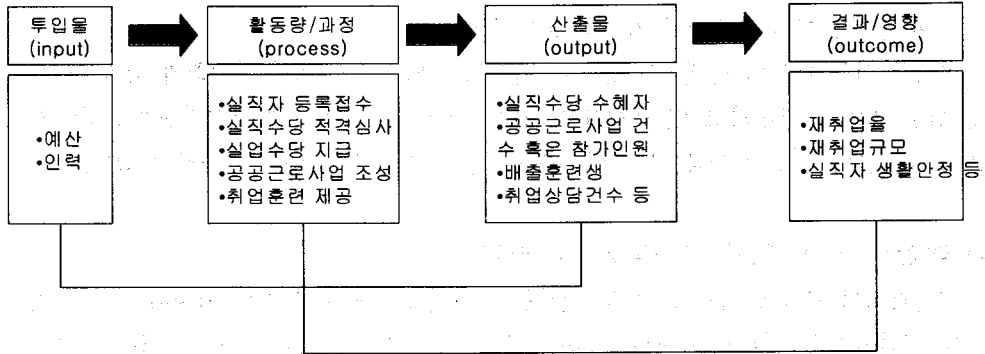 투입물
(input)
활동량/과정
(process)
산출물
(output)
결과/영향
(outcome)
•예산
•인력
•실직자 등록접수
•실직수당 적격심사
•실업수당 지급
•공공근로사업 조성
•취업훈련 제공
•실직수당 수혜자
•공공근로사업 건
수 혹은 참가인원
•배출훈련생
•취업상담건수 등
•재취업율
•재취업규모
•실직자 생활안정 등